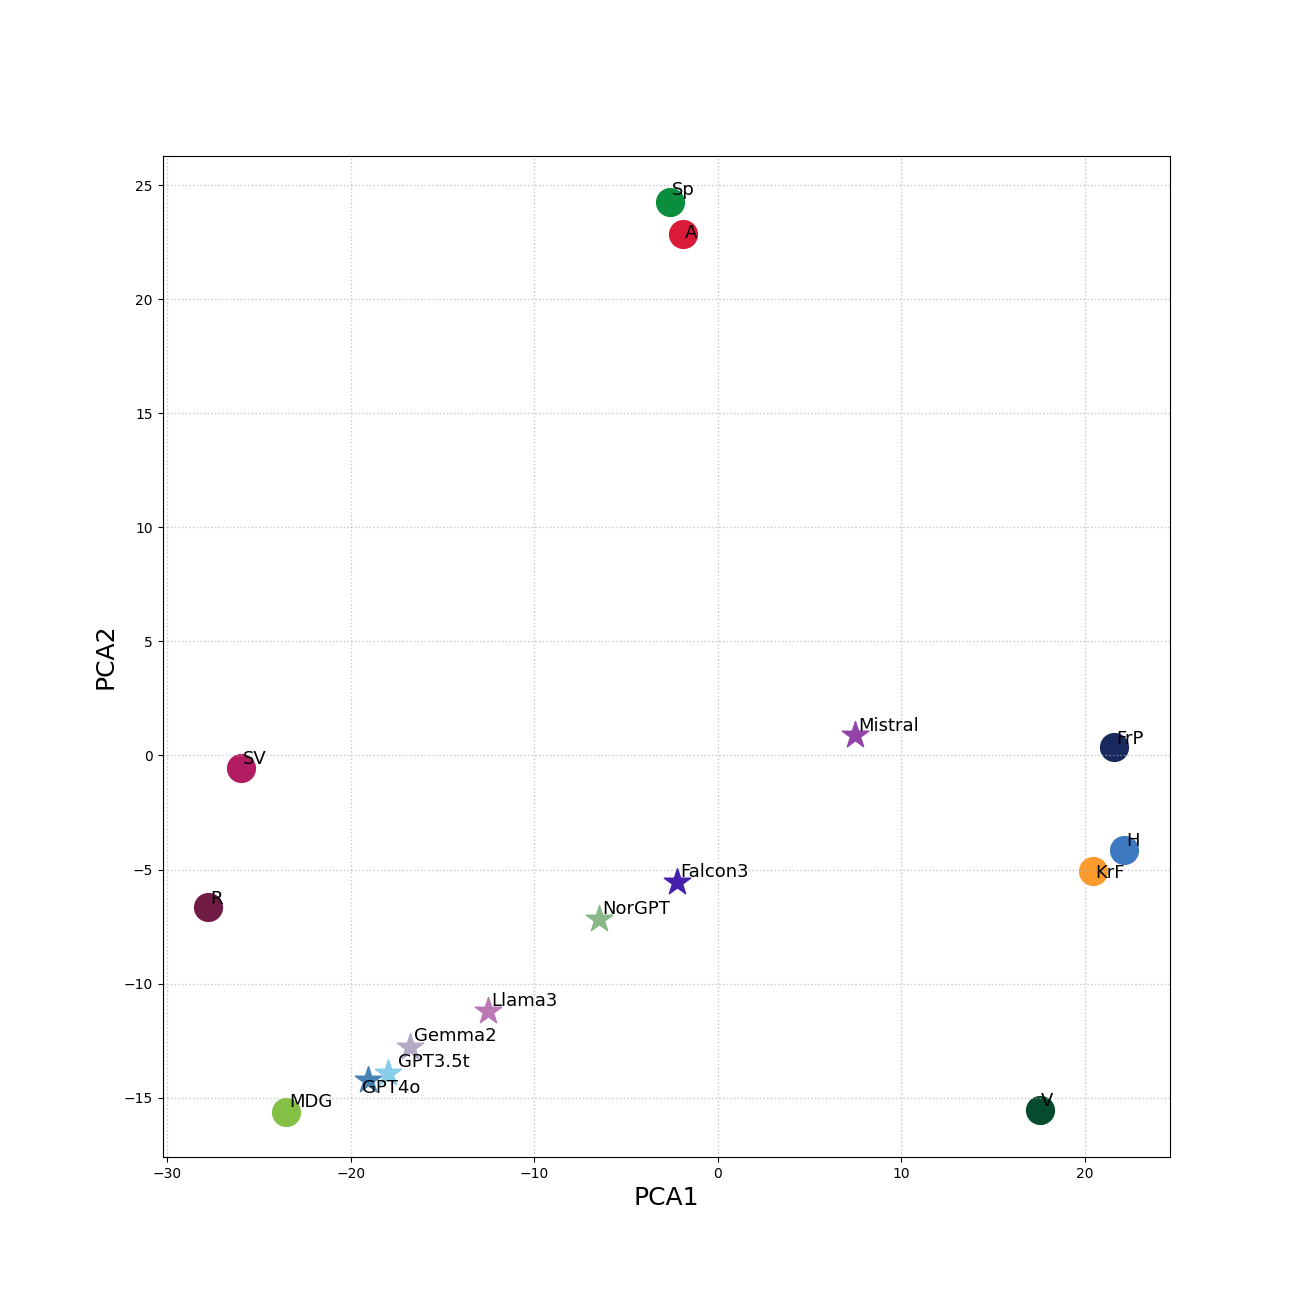 Sp
A
25
20
15
10
5
0
−5
−10
−15
PCA2
Mistral
FrP
SV
H
KrF
Falcon3
R
NorGPT
Llama3
Gemma2
GPT3.5t
GPT4o
MDG
V
−30
−20
−10
0
10
20
PCA1